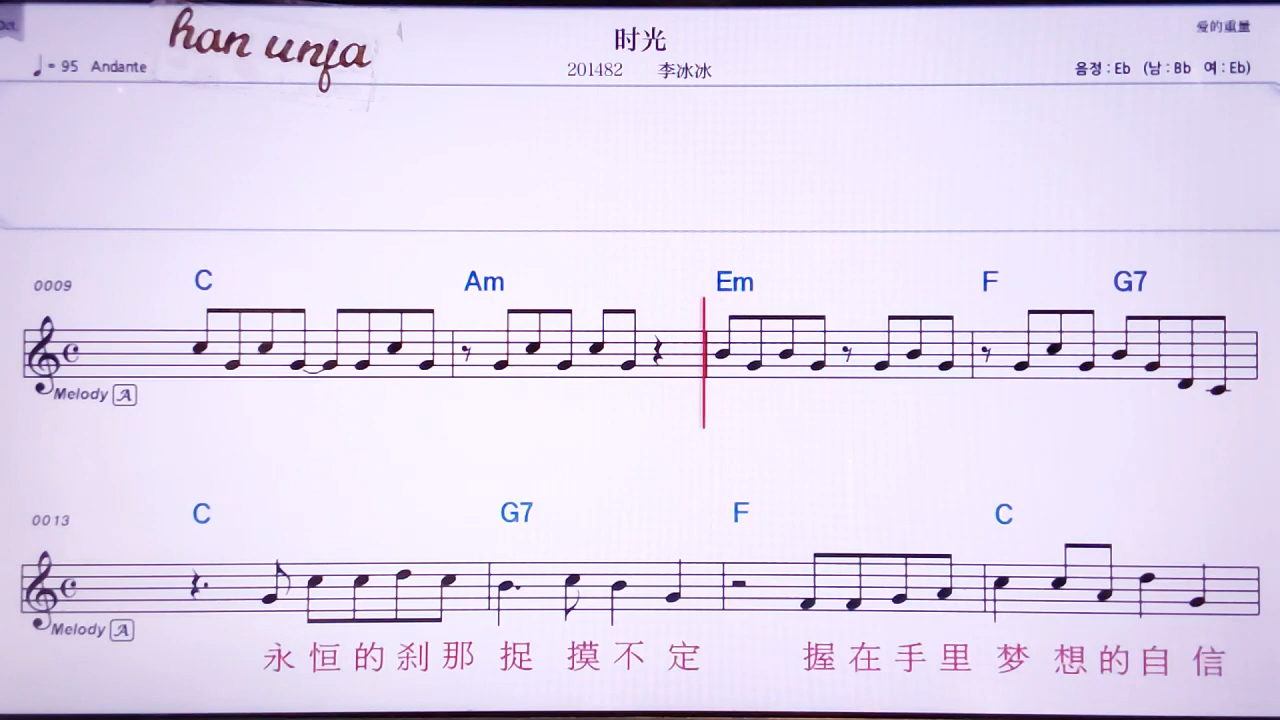 han unja
时光
爱的重量
♩= 95 Andante
201482 李冰冰
음정 : Eb (남 : Bb 여 : Eb)
0009 C Am Em F G7
Melody A
0013 C G7 F C
Melody A
永恒的刹那捉摸不定 握在手里梦想的自信